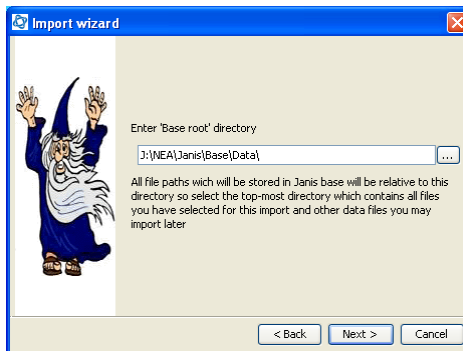 Import wizard
Enter 'Base root' directory
J:\NEA\Janis\Base\Data\
...
All file paths wich will be stored in Janis base will be relative to this
directory so select the top-most directory which contains all files
you have selected for this import and other data files you may
import later
< Back Next > Cancel